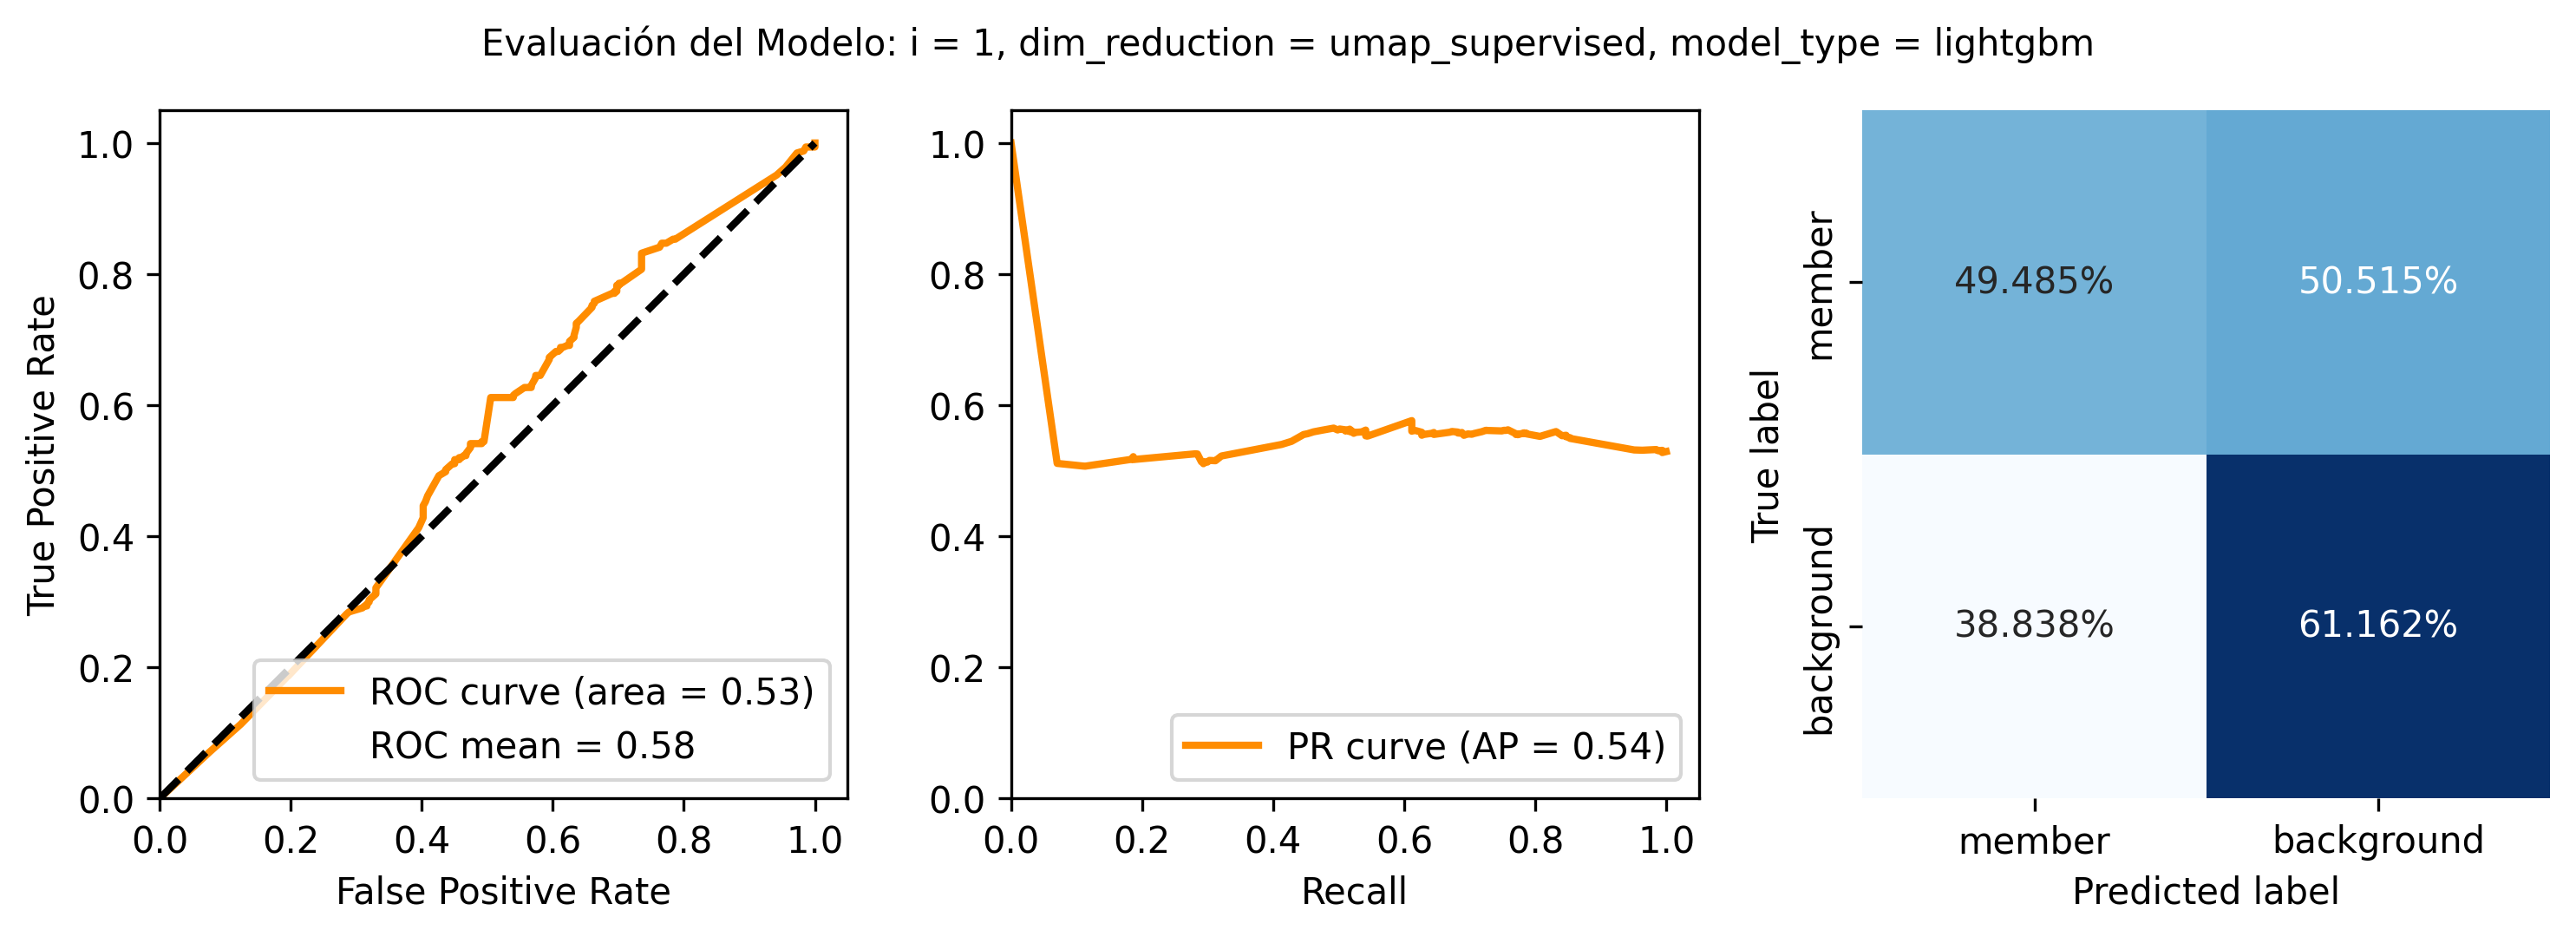 Evaluación del Modelo: i = 1, dim_reduction = umap_supervised, model_type = lightgbm
True Positive Rate
1.0
0.8
0.6
0.4
0.2
0.0
ROC curve (area = 0.53)
ROC mean = 0.58
0.0 0.2 0.4 0.6 0.8 1.0
False Positive Rate
1.0
0.8
0.6
0.4
0.2
0.0
PR curve (AP = 0.54)
0.0 0.2 0.4 0.6 0.8 1.0
Recall
True label
member
background
49.485% 50.515%
38.838% 61.162%
member background
Predicted label